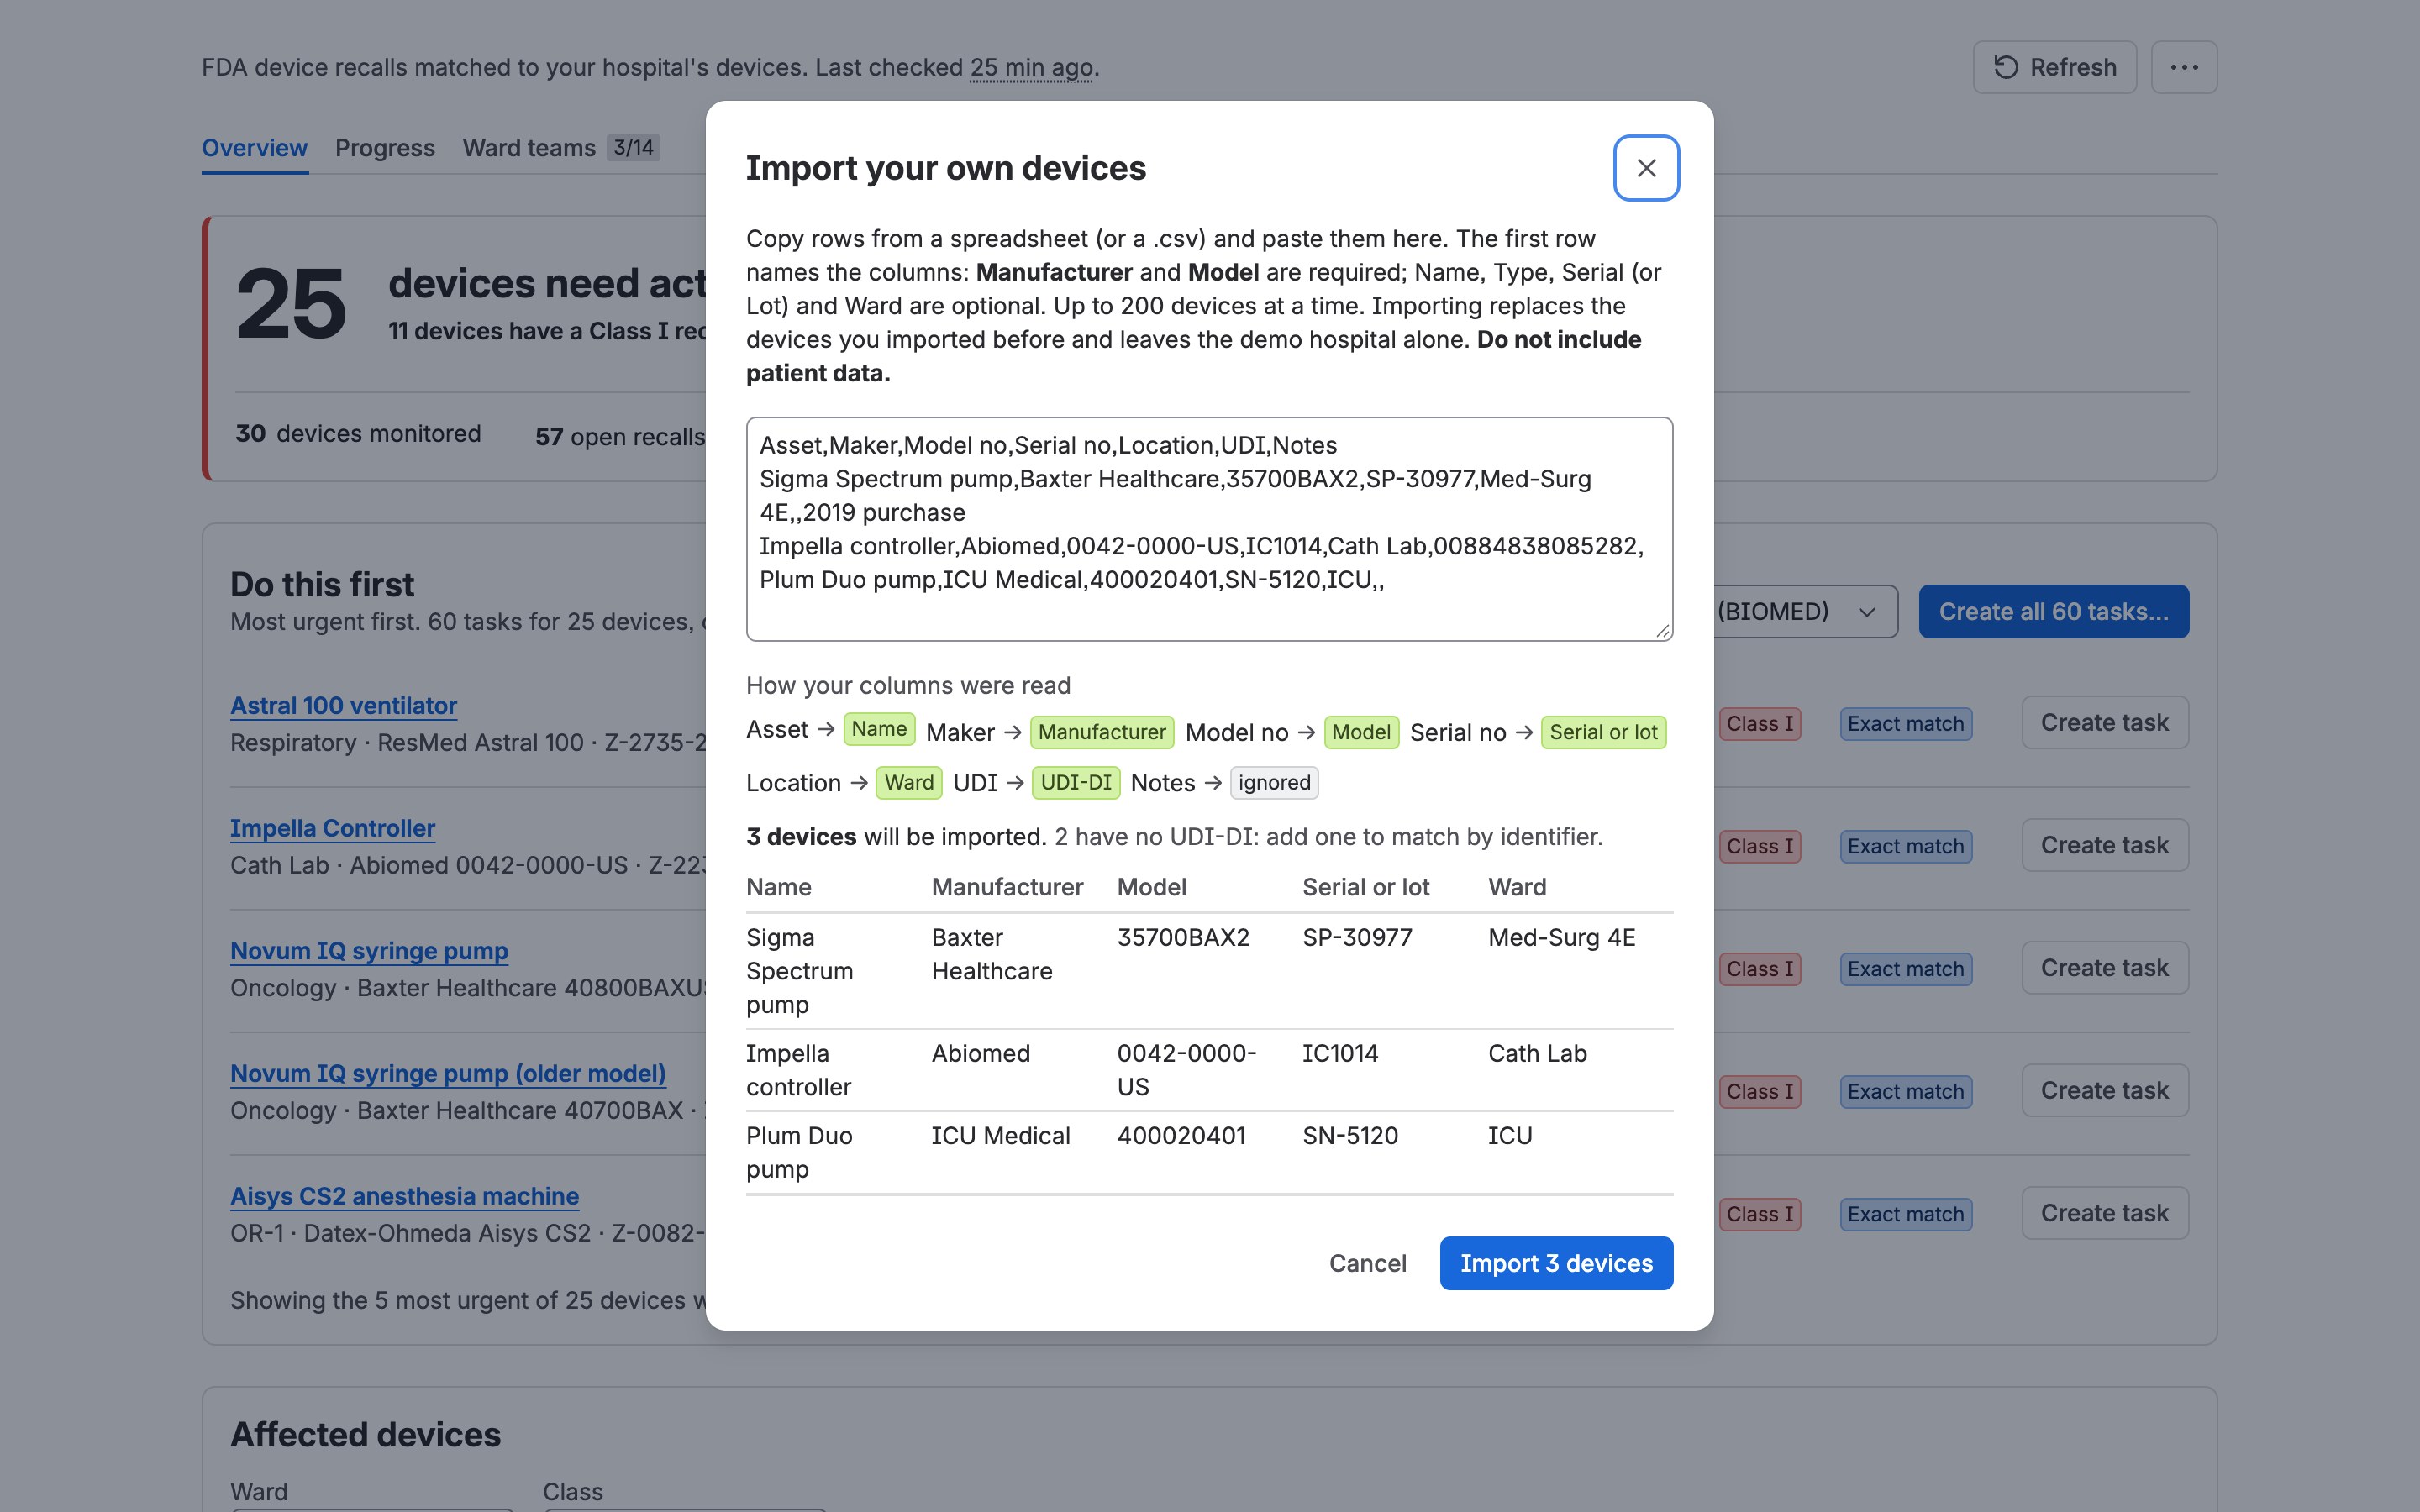 FDA device recalls matched to your hospital's devices. Last checked 25 min ago.
Refresh
Overview
Progress
Ward teams 3/14
25
devices need act
11 devices have a Class I rec
30 devices monitored
57 open recalls
Do this first
Most urgent first. 60 tasks for 25 devices,
(BIOMED)
Create all 60 tasks...
Astral 100 ventilator
Respiratory · ResMed Astral 100 · Z-2735-2
Class I
Exact match
Create task
Impella Controller
Cath Lab · Abiomed 0042-0000-US · Z-223
Class I
Exact match
Create task
Novum IQ syringe pump
Oncology · Baxter Healthcare 40800BAXUS
Class I
Exact match
Create task
Novum IQ syringe pump (older model)
Oncology · Baxter Healthcare 40700BAX ·
Class I
Exact match
Create task
Aisys CS2 anesthesia machine
OR-1 · Datex-Ohmeda Aisys CS2 · Z-0082-
Class I
Exact match
Create task
Showing the 5 most urgent of 25 devices w
Affected devices
Ward
Class
Import your own devices
Copy rows from a spreadsheet (or a .csv) and paste them here. The first row
names the columns: Manufacturer and Model are required; Name, Type, Serial (or
Lot) and Ward are optional. Up to 200 devices at a time. Importing replaces the
devices you imported before and leaves the demo hospital alone. Do not include
patient data.
Asset,Maker,Model no,Serial no,Location,UDI,Notes
Sigma Spectrum pump,Baxter Healthcare,35700BAX2,SP-30977,Med-Surg
4E,,2019 purchase
Impella controller,Abiomed,0042-0000-US,IC1014,Cath Lab,00884838085282,
Plum Duo pump,ICU Medical,400020401,SN-5120,ICU,,
How your columns were read
Asset → Name Maker → Manufacturer Model no → Model Serial no → Serial or lot
Location → Ward UDI → UDI-DI Notes → ignored
3 devices will be imported. 2 have no UDI-DI: add one to match by identifier.
Name Manufacturer Model Serial or lot Ward
Sigma Baxter 35700BAX2 SP-30977 Med-Surg 4E
Spectrum Healthcare
pump
Impella Abiomed 0042-0000- IC1014 Cath Lab
controller US
Plum Duo ICU Medical 400020401 SN-5120 ICU
pump
Cancel
Import 3 devices